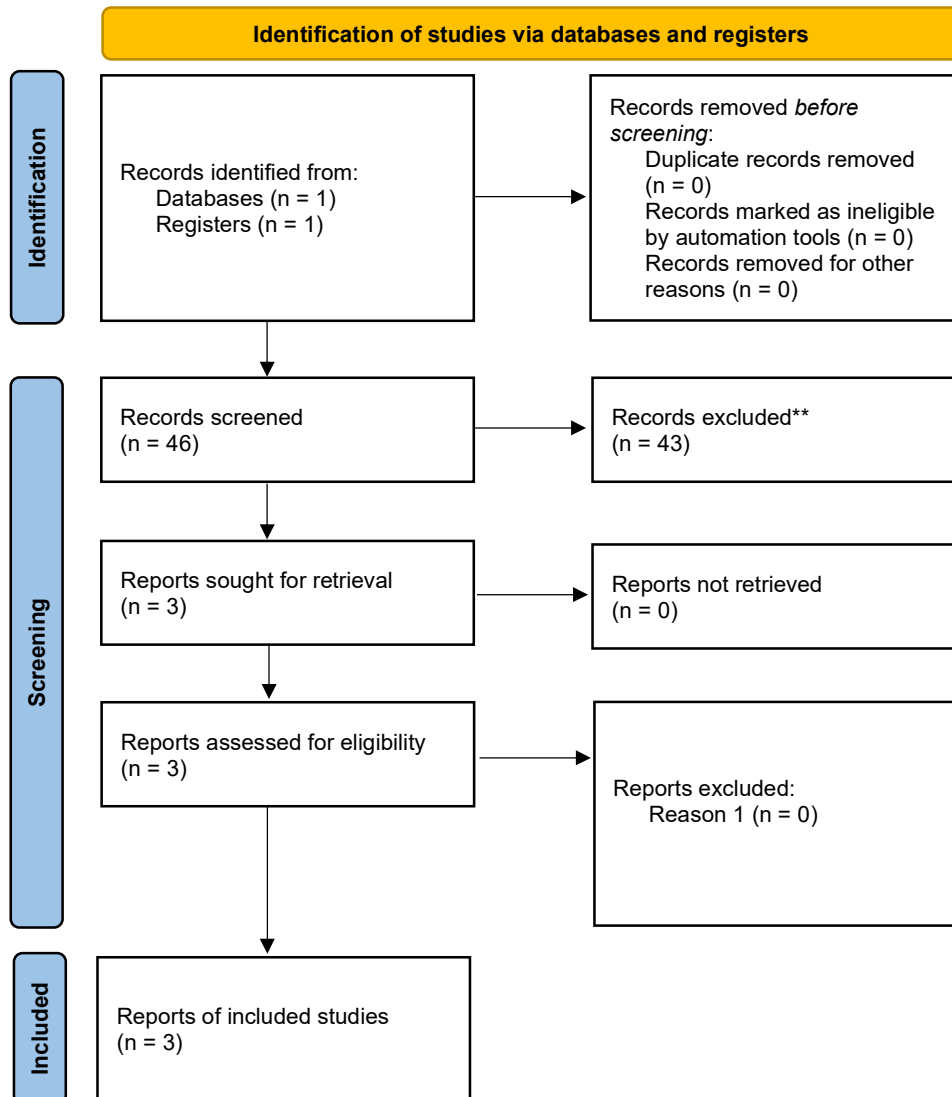 Identification of studies via databases and registers
Identification
Records identified from:
Databases (n = 1)
Registers (n = 1)
Records removed before
screening:
Duplicate records removed
(n = 0)
Records marked as ineligible
by automation tools (n = 0)
Records removed for other
reasons (n = 0)
Screening
Records screened
(n = 46)
Records excluded**
(n = 43)
Reports sought for retrieval
(n = 3)
Reports not retrieved
(n = 0)
Reports assessed for eligibility
(n = 3)
Reports excluded:
Reason 1 (n = 0)
Included
Reports of included studies
(n = 3)